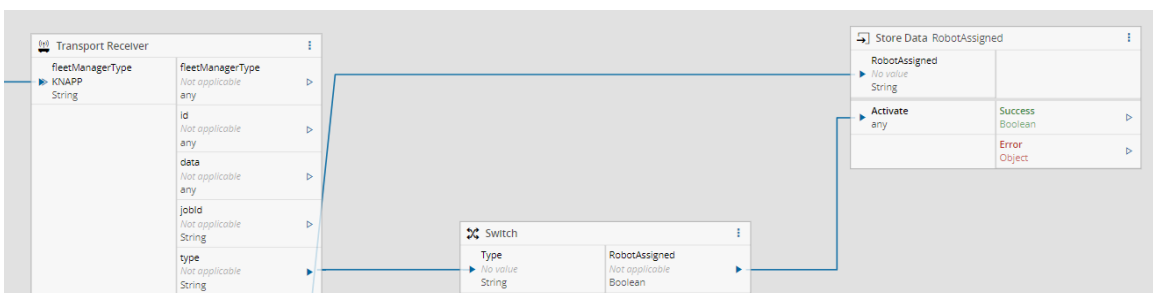 Transport Receiver
fleetManagerType
KNAPP
String
fleetManagerType
Not applicable
any
id
Not applicable
any
data
Not applicable
any
jobId
Not applicable
String
type
Not applicable
String
Switch
Type
No value
String
RobotAssigned
Not applicable
Boolean
Store Data RobotAssigned
RobotAssigned
No value
String
Activate
any
Success
Boolean
Error
Object